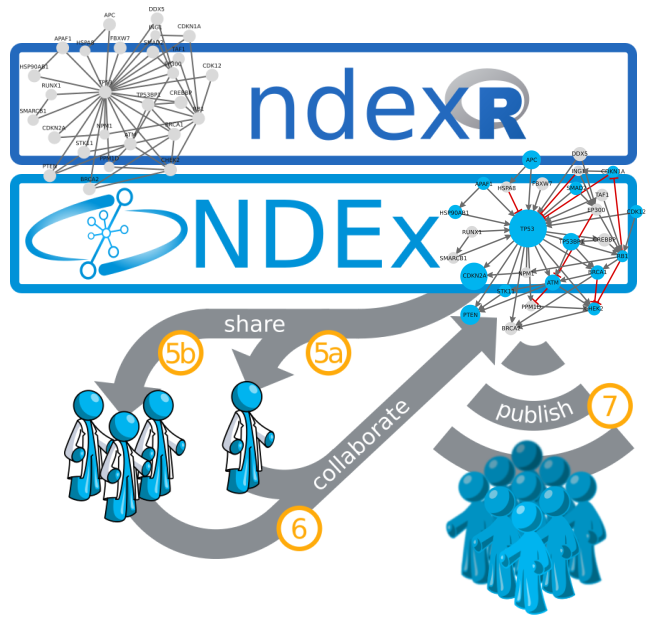 DDX5
APC
ING1
CDKN1A
APAF1
HSPA8
FBXW7
SMAD2
TAF1
HSP90AB1
EP300
CDK12
RUNX1
TP53
TP53BP1
CREBBP
SMARCB1
RB1
CDKN2A
NPM1
ATM
BRCA1
STK11
PTEN
PPM1D
CHEK2
BRCA2
ndexR
NDEx
APC
DDX5
ING1
CDKN1A
APAF1
HSPA8
FBXW7
SMAD2
TAF1
HSP90AB1
EP300
CDK12
RUNX1
TP53
TP53BP1
CREBBP
SMARCB1
RB1
CDKN2A
NPM1
ATM
BRCA1
STK11
PTEN
PPM1D
CHEK2
BRCA2
share
5b
5a
collaborate
6
publish
7